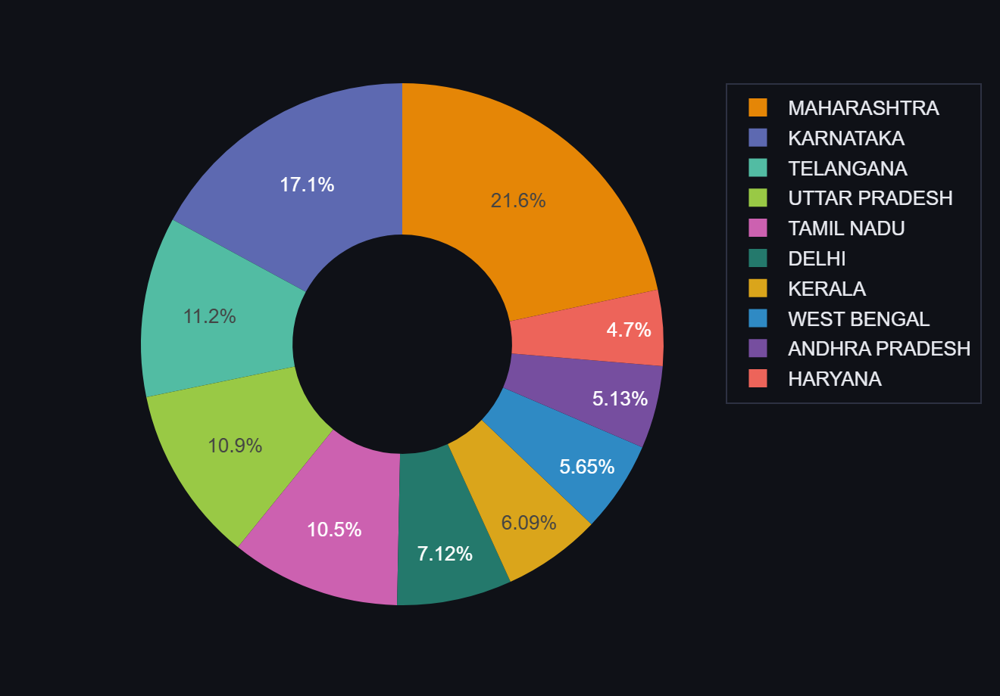 17.1%
21.6%
11.2%
4.7%
5.13%
10.9%
5.65%
6.09%
10.5%
7.12%
MAHARASHTRA
KARNATAKA
TELANGANA
UTTAR PRADESH
TAMIL NADU
DELHI
KERALA
WEST BENGAL
ANDHRA PRADESH
HARYANA